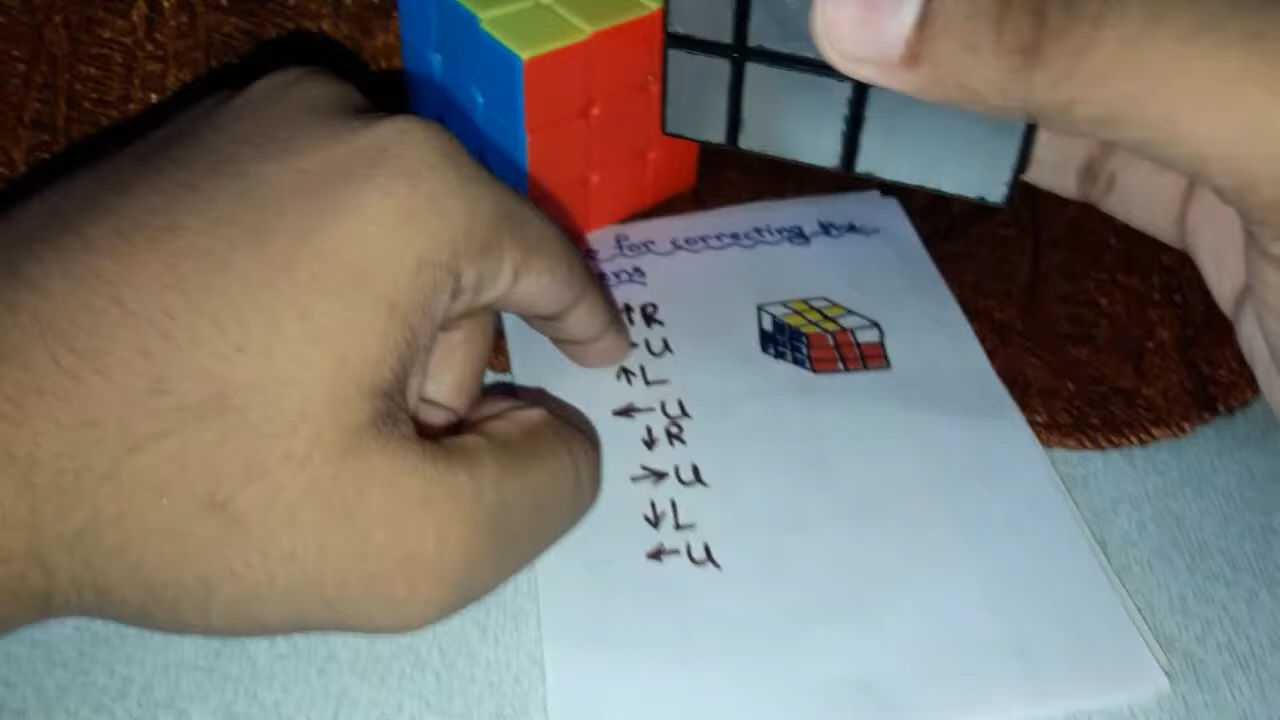 for correcting the
↑R
U
↑L
←U
↓R
→U
↓L
←U